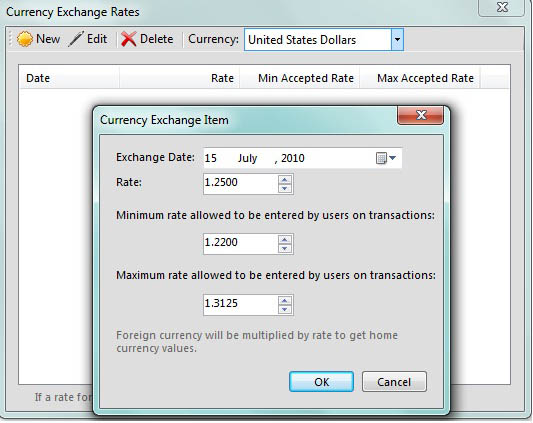 Currency Exchange Rates
New Edit Delete Currency: United States Dollars
Date Rate Min Accepted Rate Max Accepted Rate
Currency Exchange Item
Exchange Date: 15 July , 2010
Rate: 1.2500
Minimum rate allowed to be entered by users on transactions:
1.2200
Maximum rate allowed to be entered by users on transactions:
1.3125
Foreign currency will be multiplied by rate to get home
currency values.
OK Cancel
If a rate for